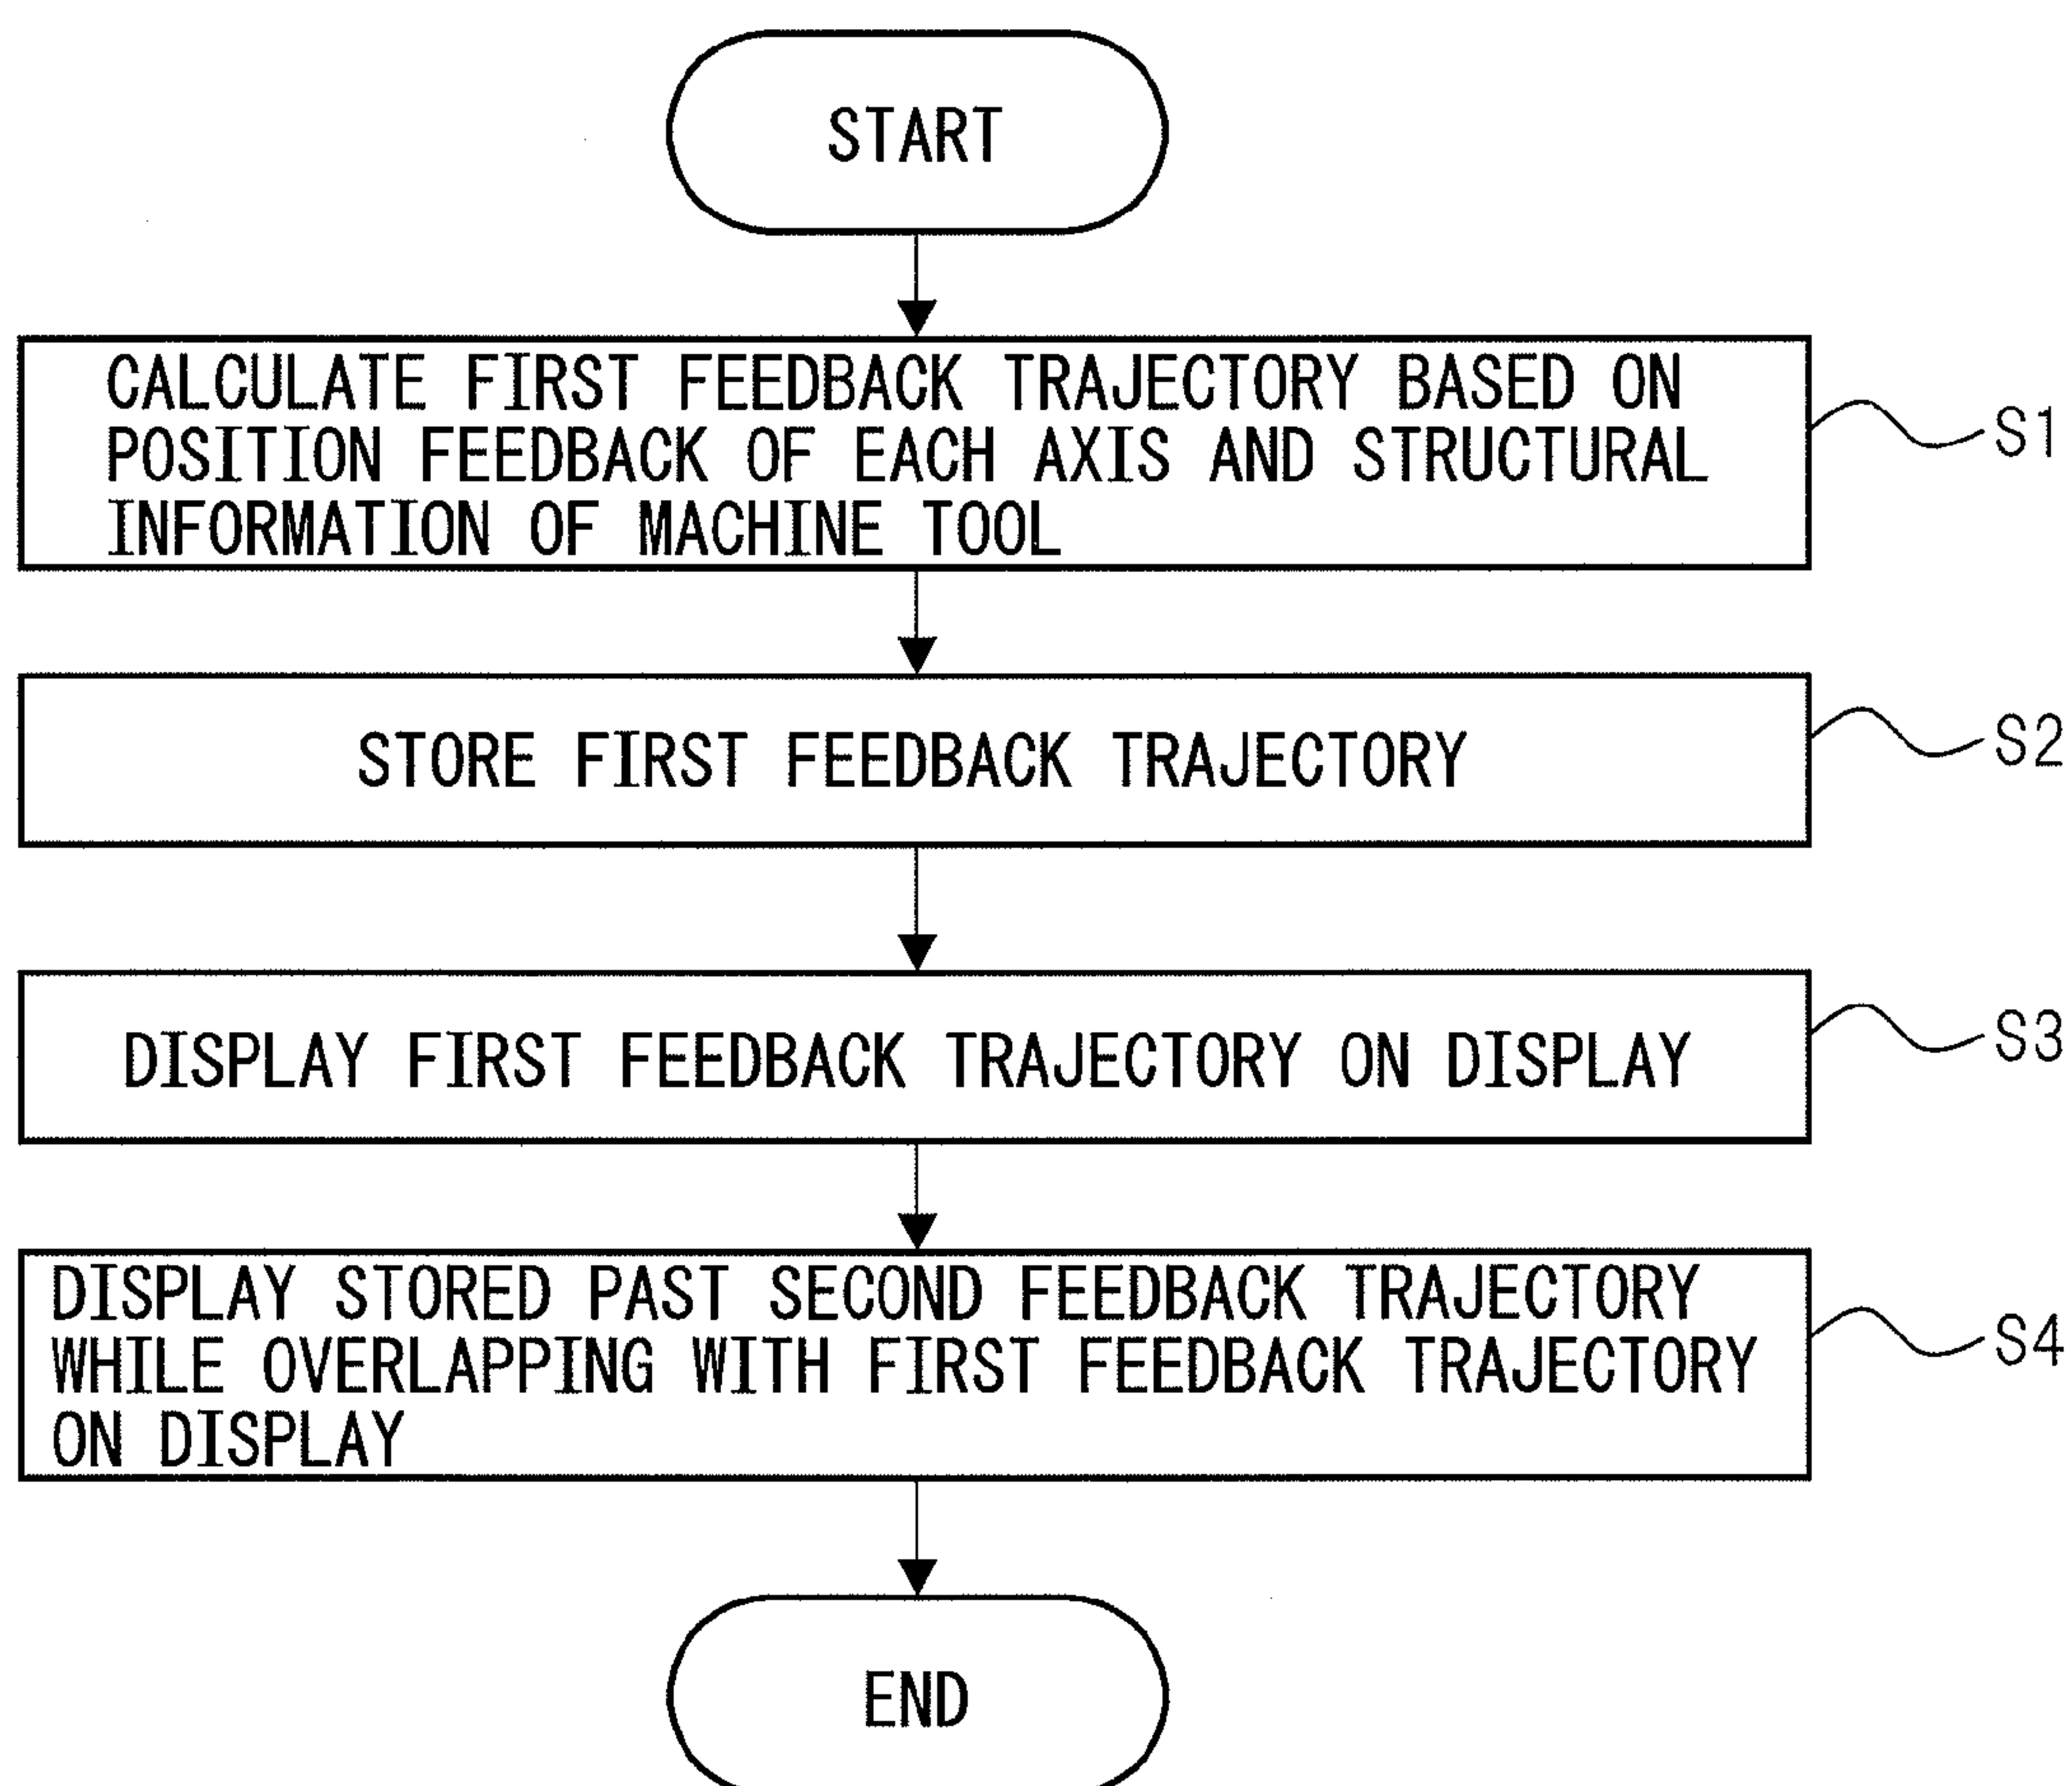 START
CALCULATE FIRST FEEDBACK TRAJECTORY BASED ON
POSITION FEEDBACK OF EACH AXIS AND STRUCTURAL
INFORMATION OF MACHINE TOOL
S1
STORE FIRST FEEDBACK TRAJECTORY
S2
DISPLAY FIRST FEEDBACK TRAJECTORY ON DISPLAY
S3
DISPLAY STORED PAST SECOND FEEDBACK TRAJECTORY
WHILE OVERLAPPING WITH FIRST FEEDBACK TRAJECTORY
ON DISPLAY
S4
END